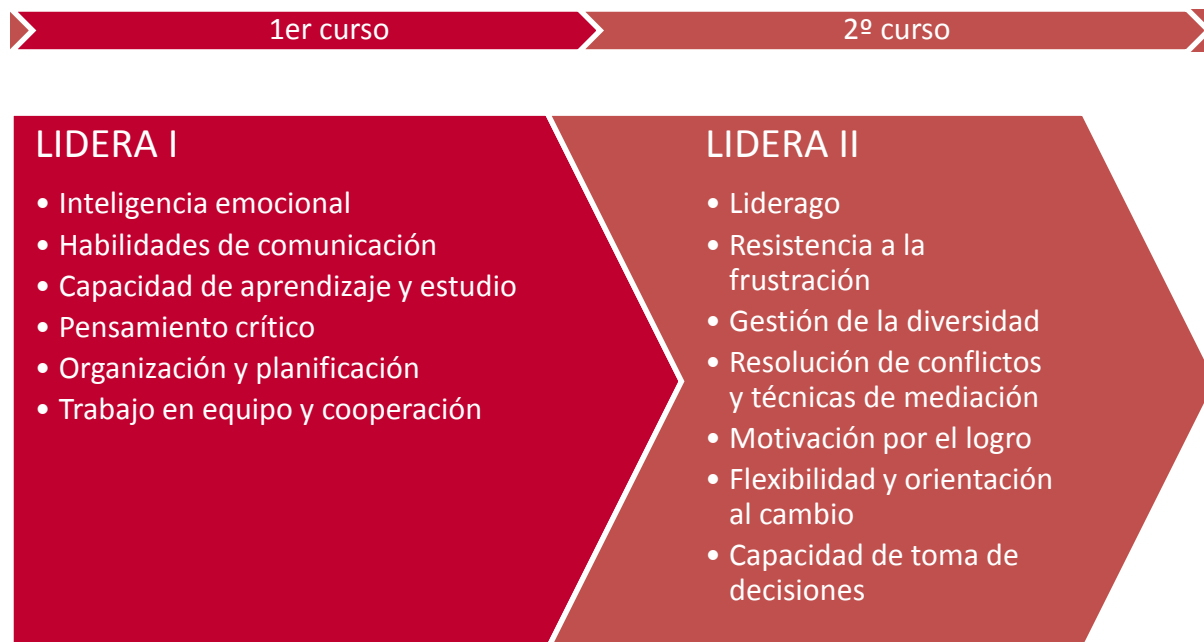 1er curso
2º curso
LIDERA I
• Inteligencia emocional
• Habilidades de comunicación
• Capacidad de aprendizaje y estudio
• Pensamiento crítico
• Organización y planificación
• Trabajo en equipo y cooperación
LIDERA II
• Liderago
• Resistencia a la
frustración
• Gestión de la diversidad
• Resolución de conflictos
y técnicas de mediación
• Motivación por el logro
• Flexibilidad y orientación
al cambio
• Capacidad de toma de
decisiones